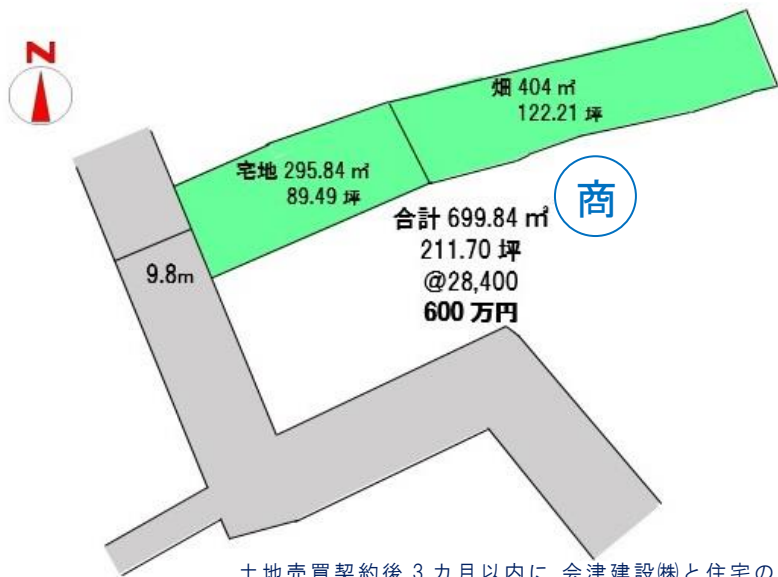 N
畑 404 ㎡
122.21 坪
宅地 295.84 ㎡
89.49 坪
商
合計 699.84 ㎡
211.70 坪
@28,400
600 万円
9.8m
土地売買契約後 3 カ月以内に 会津建設㈱と住宅の